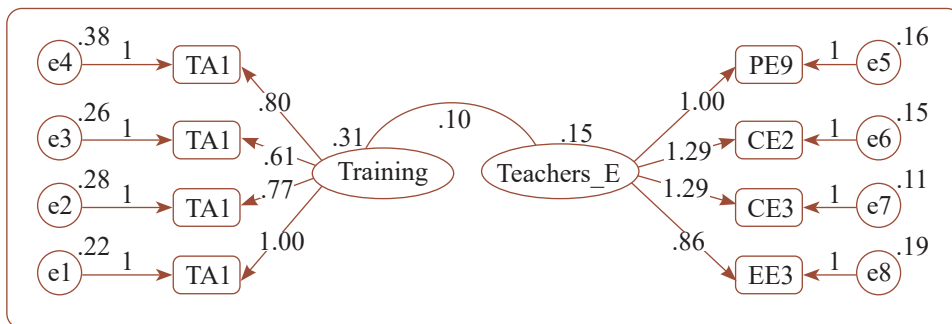 .38 1 .16
e4 TA1 PE9 1 e5
.80 1.00
.26 1 .15
e3 TA1 .10 CE2 1 e6
.61 .31 .15 1.29
Training Teachers_E
.28 1 .77 1.29 .11
e2 TA1 CE3 1 e7
.22 1 1.00 .86 .19
e1 TA1 EE3 1 e8